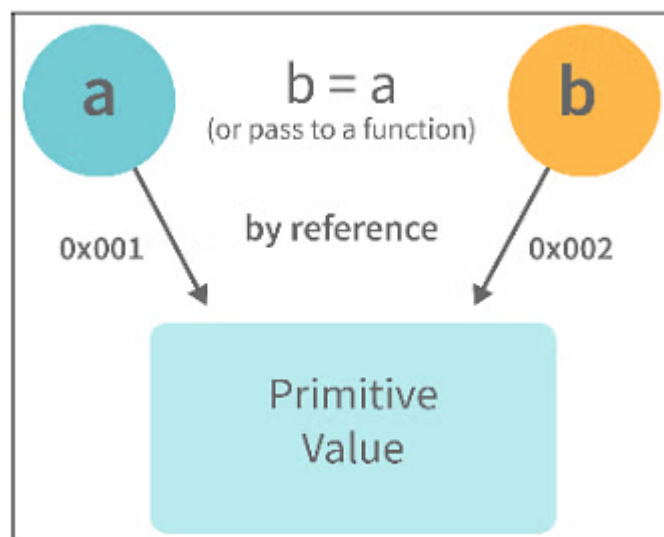 a
b = a
b
(or pass to a function)
by reference
0x001
0x002
Primitive
Value